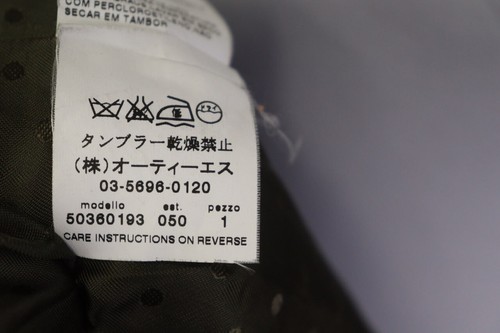 COM PERCLOROE
SECAR EM TAMBOR
タンブラー乾燥禁止
(株)オーティーエス
03-5696-0120
modello est. pezzo
50360193 050 1
CARE INSTRUCTIONS ON REVERSE